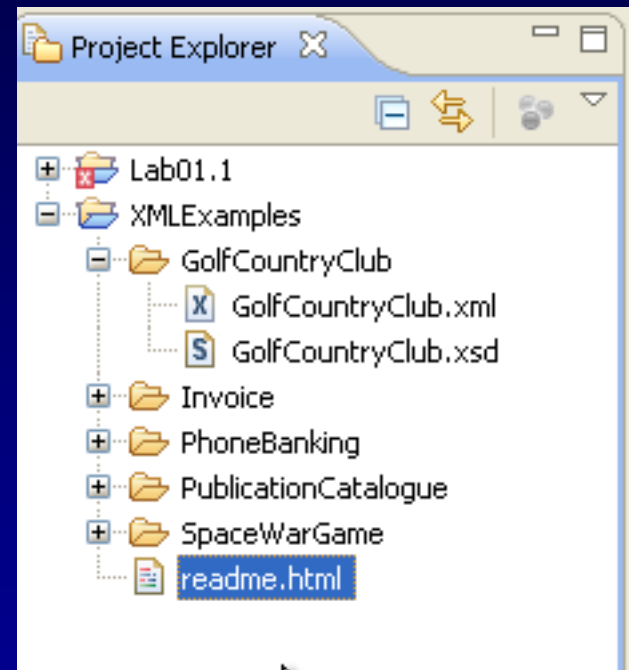 Project Explorer
Lab01.1
XMLExamples
GolfCountryClub
GolfCountryClub.xml
GolfCountryClub.xsd
Invoice
PhoneBanking
PublicationCatalogue
SpaceWarGame
readme.html